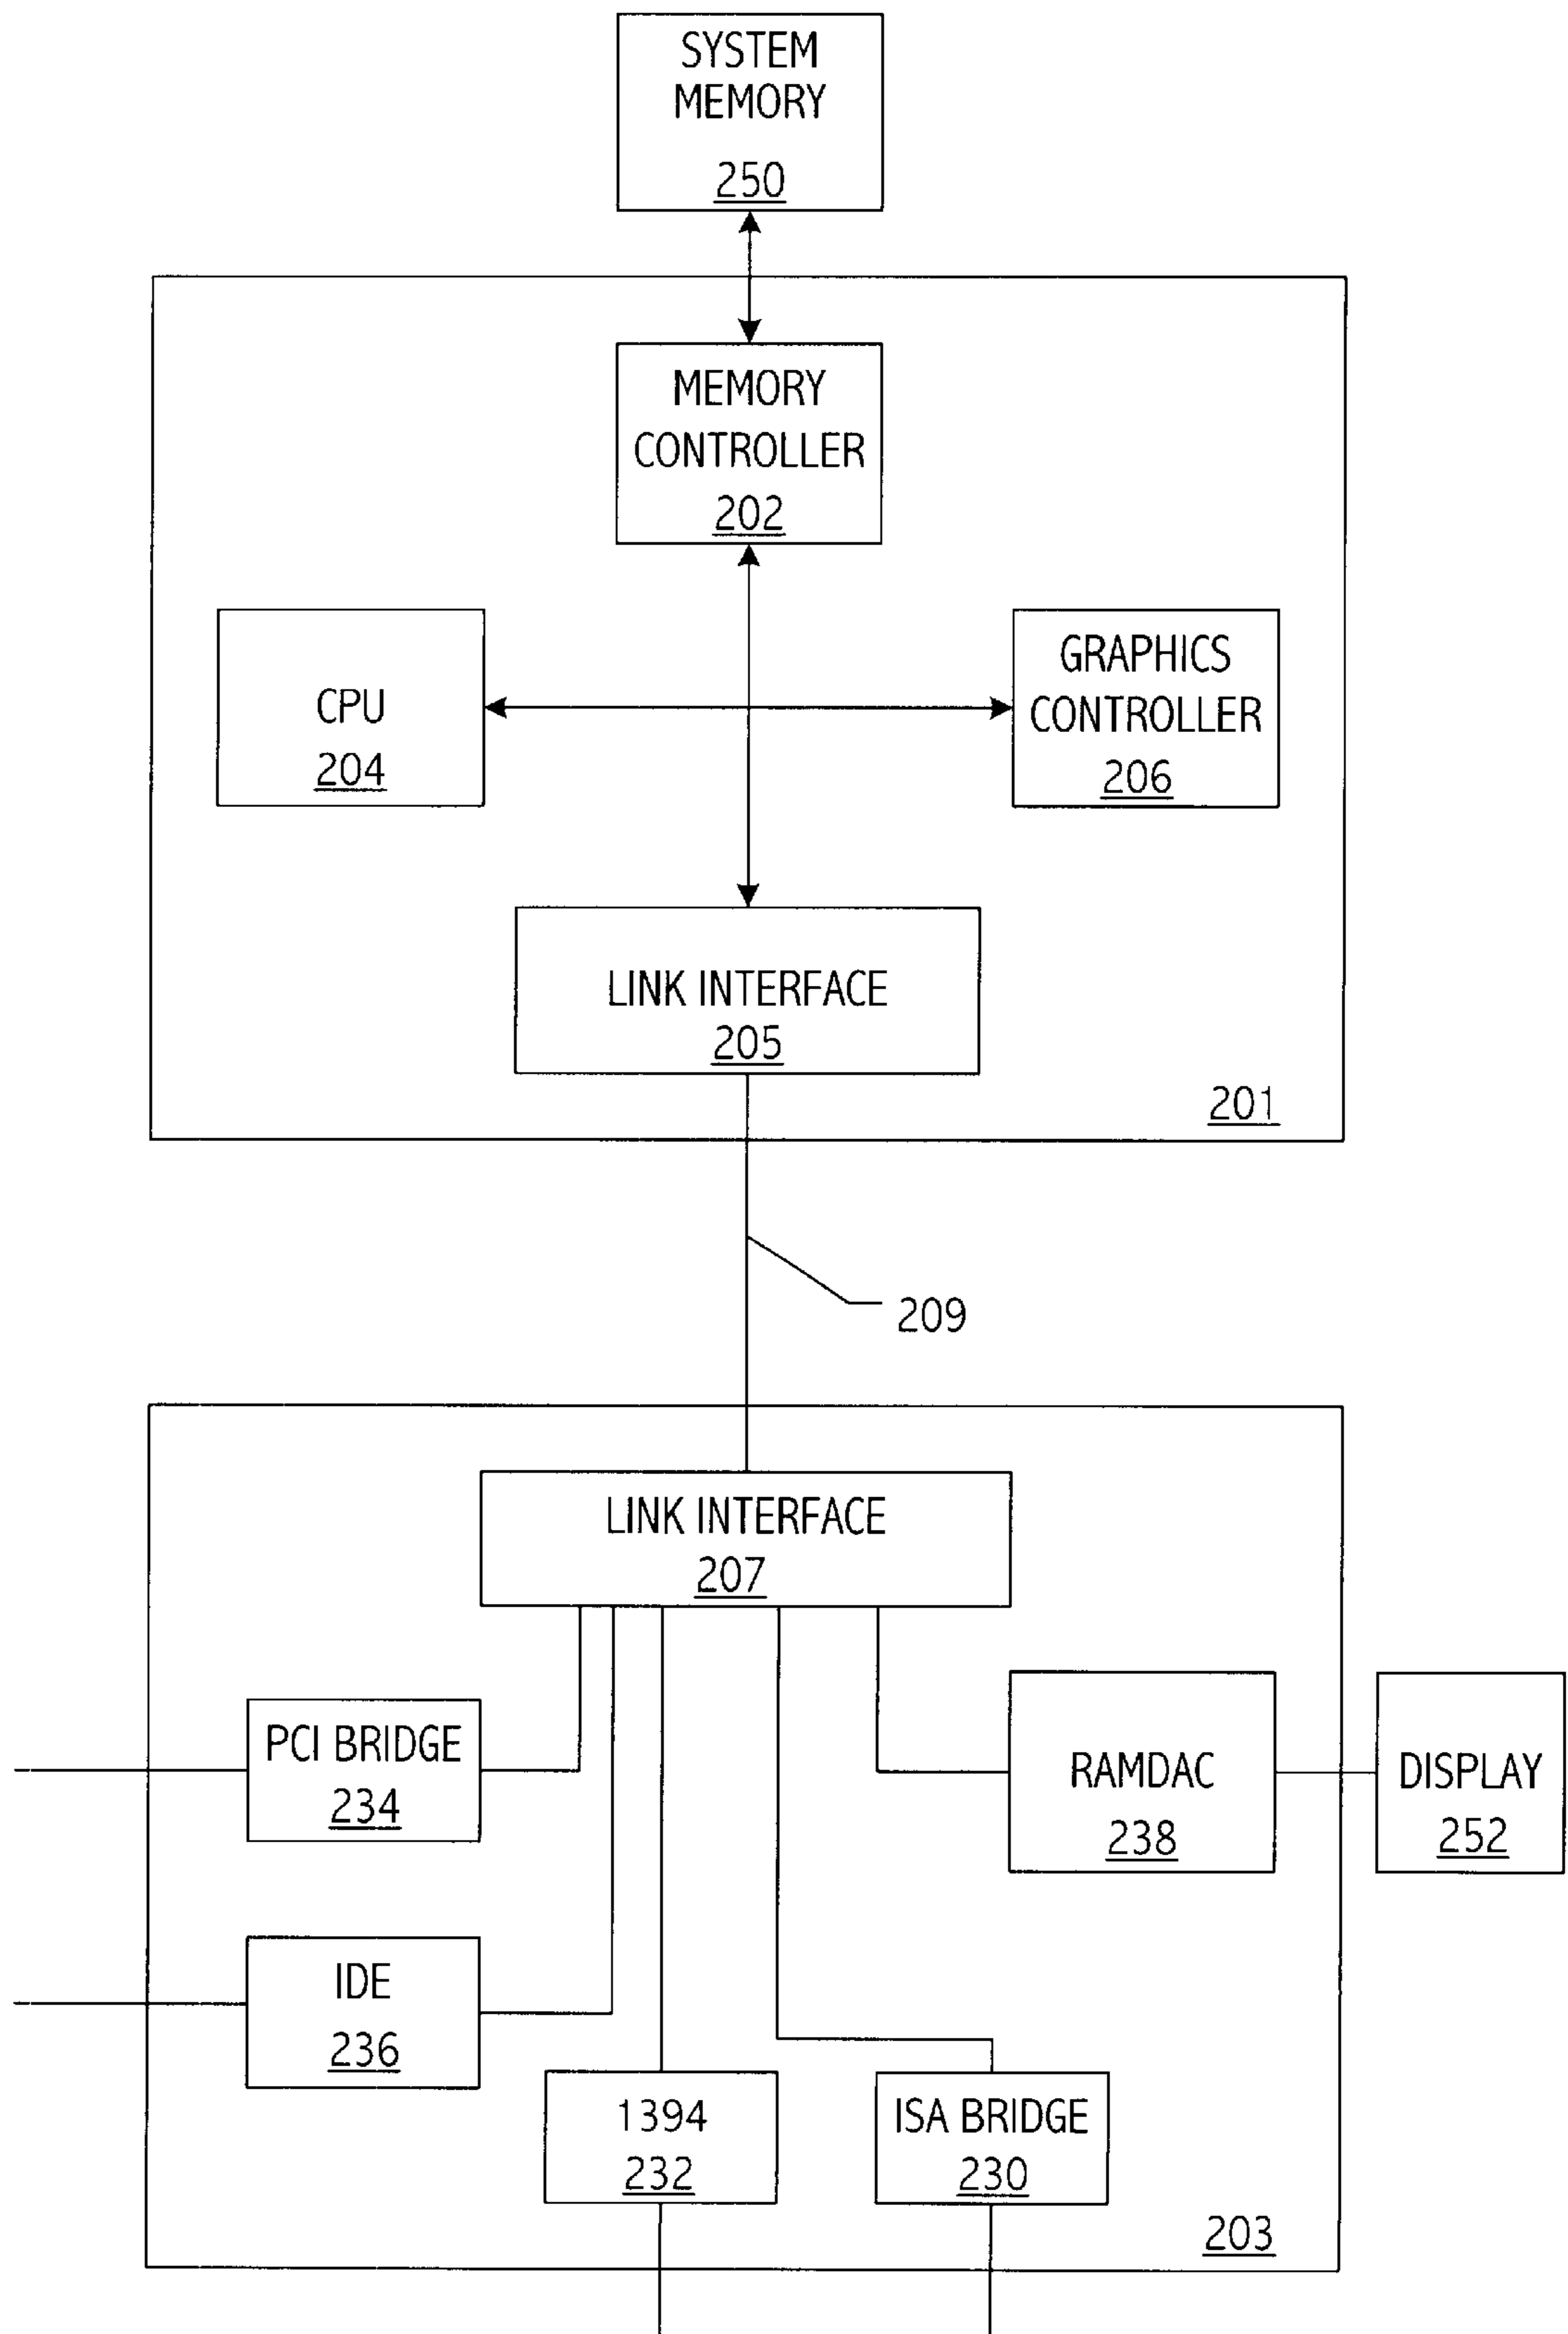 SYSTEM
MEMORY
250
MEMORY
CONTROLLER
202
CPU
204
GRAPHICS
CONTROLLER
206
LINK INTERFACE
205
201
209
LINK INTERFACE
207
PCI BRIDGE
234
RAMDAC
238
DISPLAY
252
IDE
236
1394
232
ISA BRIDGE
230
203